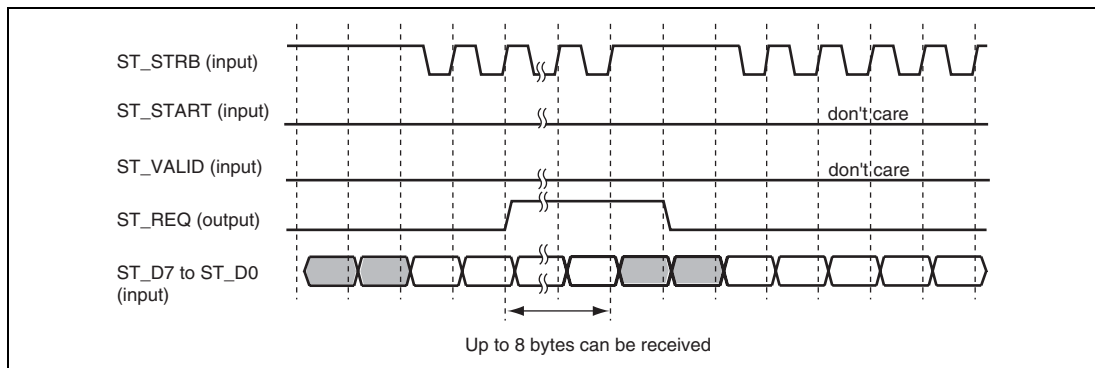 ST_STRB (input)
ST_START (input)
don't care
ST_VALID (input)
don't care
ST_REQ (output)
ST_D7 to ST_D0
(input)
Up to 8 bytes can be received